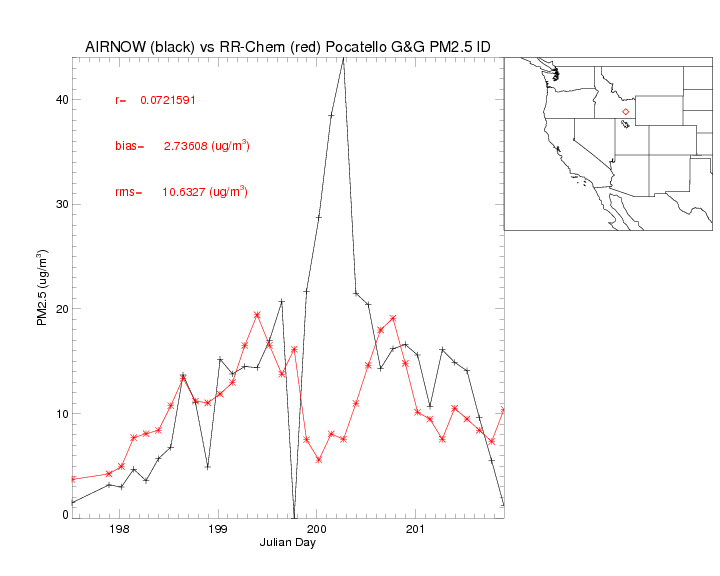 AIRNOW (black) vs RR-Chem (red) Pocatello G&G PM2.5 ID
r= 0.0721591
bias= 2.73608 (ug/m³)
rms= 10.6327 (ug/m³)
PM2.5 (ug/m³)
40
30
20
10
0
198 199 200 201
Julian Day